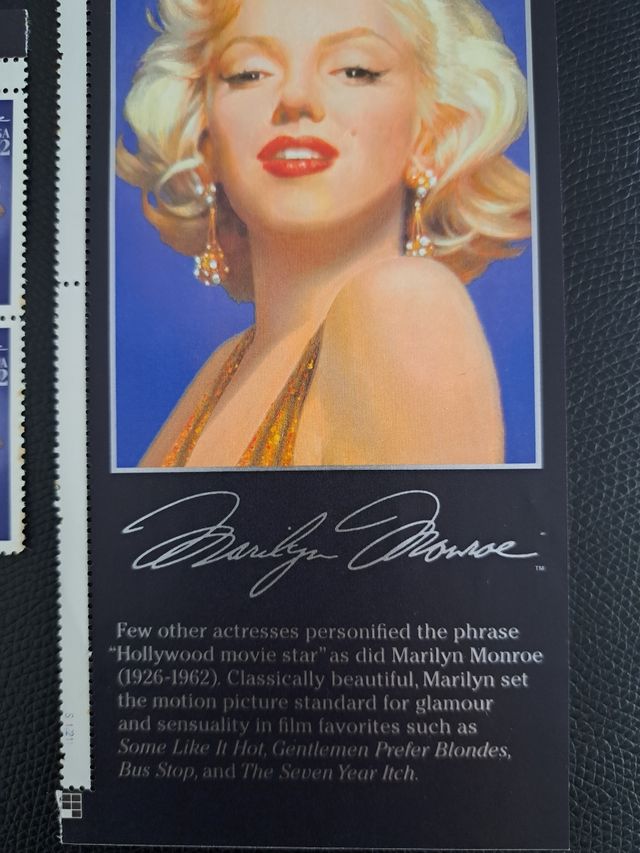 Marilyn Monroe
TM
Few other actresses personified the phrase
"Hollywood movie star" as did Marilyn Monroe
(1926-1962). Classically beautiful, Marilyn set
the motion picture standard for glamour
and sensuality in film favorites such as
Some Like It Hot, Gentlemen Prefer Blondes,
Bus Stop, and The Seven Year Itch.